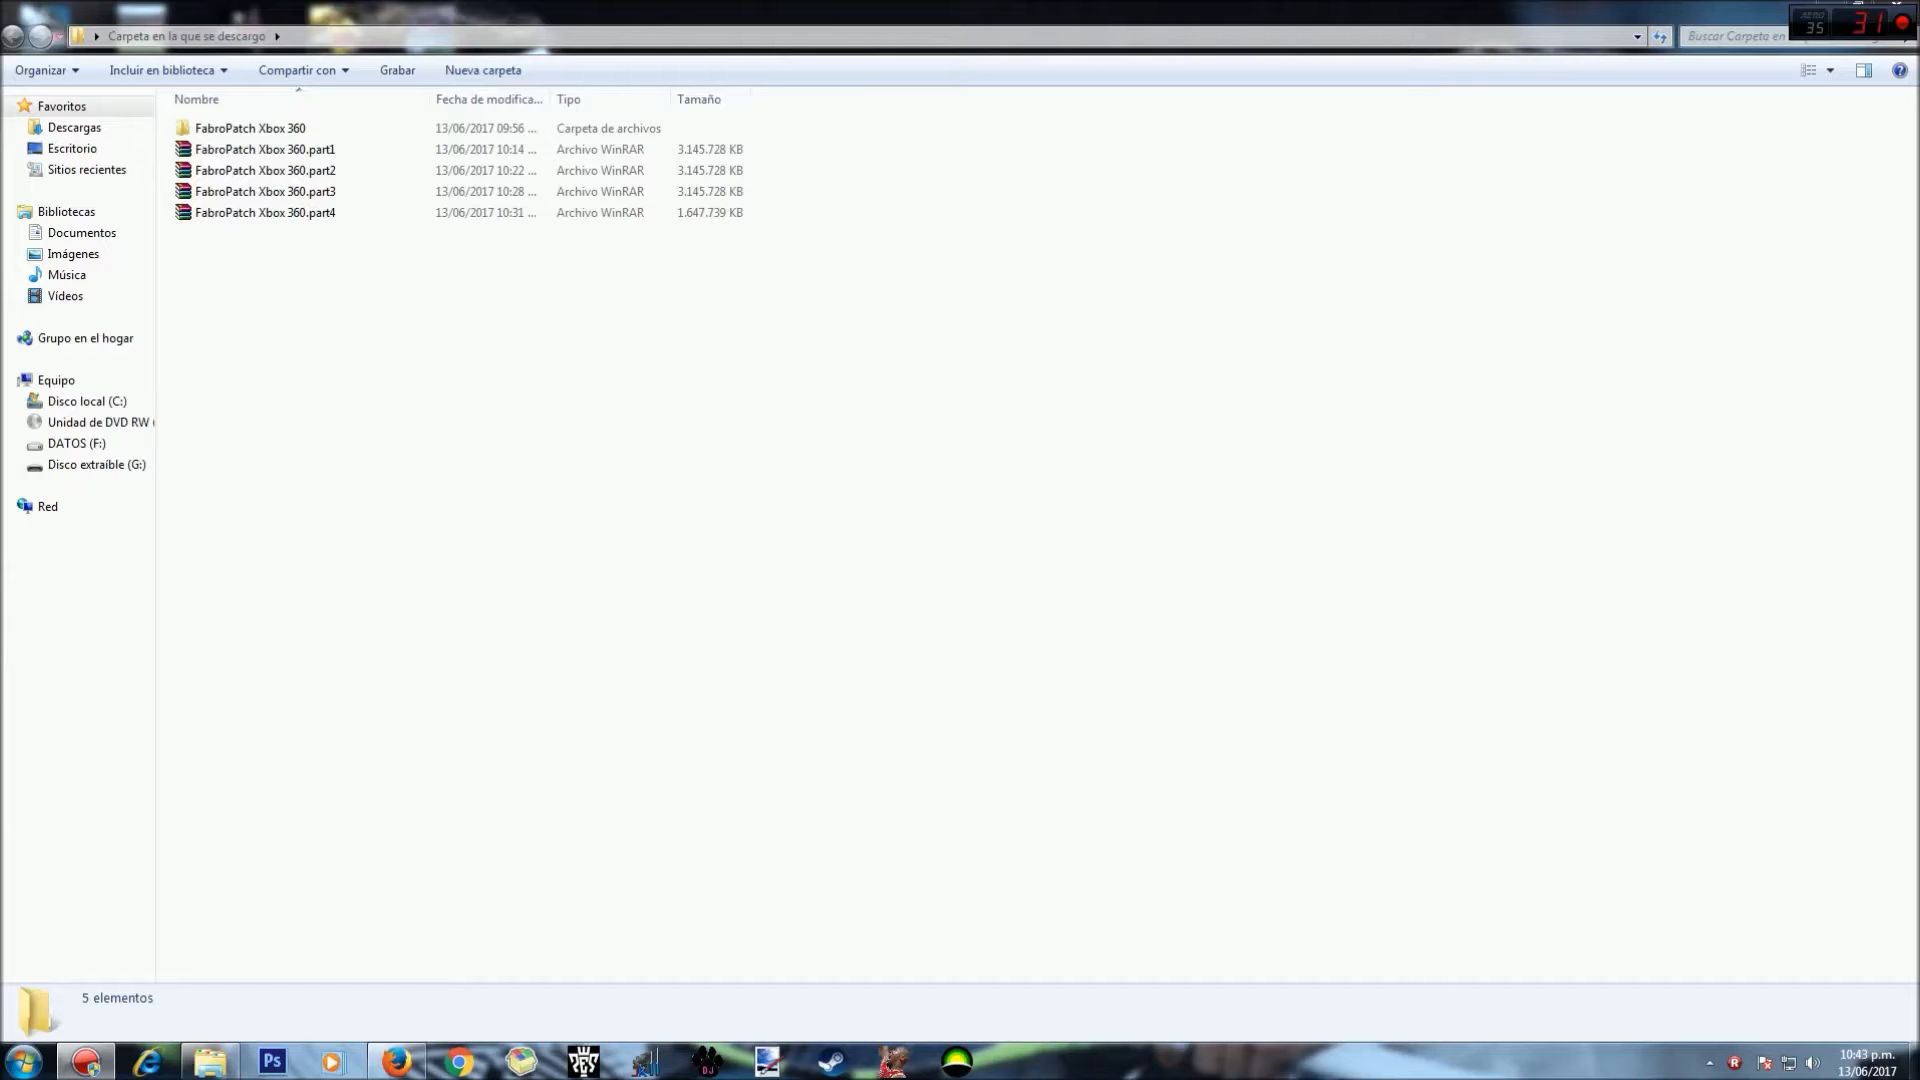 Carpeta en la que se descargo
Buscar Carpeta en
AERO
35
31
Organizar
Incluir en biblioteca
Compartir con
Grabar
Nueva carpeta
Nombre
Fecha de modifica...
Tipo
Tamaño
FabroPatch Xbox 360
13/06/2017 09:56 ...
Carpeta de archivos
FabroPatch Xbox 360.part1
13/06/2017 10:14 ...
Archivo WinRAR
3.145.728 KB
FabroPatch Xbox 360.part2
13/06/2017 10:22 ...
Archivo WinRAR
3.145.728 KB
FabroPatch Xbox 360.part3
13/06/2017 10:28 ...
Archivo WinRAR
3.145.728 KB
FabroPatch Xbox 360.part4
13/06/2017 10:31 ...
Archivo WinRAR
1.647.739 KB
Favoritos
Descargas
Escritorio
Sitios recientes
Bibliotecas
Documentos
Imágenes
Música
Vídeos
Grupo en el hogar
Equipo
Disco local (C:)
Unidad de DVD RW (
DATOS (F:)
Disco extraíble (G:)
Red
5 elementos
Ps
PES
DJ
R
10:43 p.m.
13/06/2017